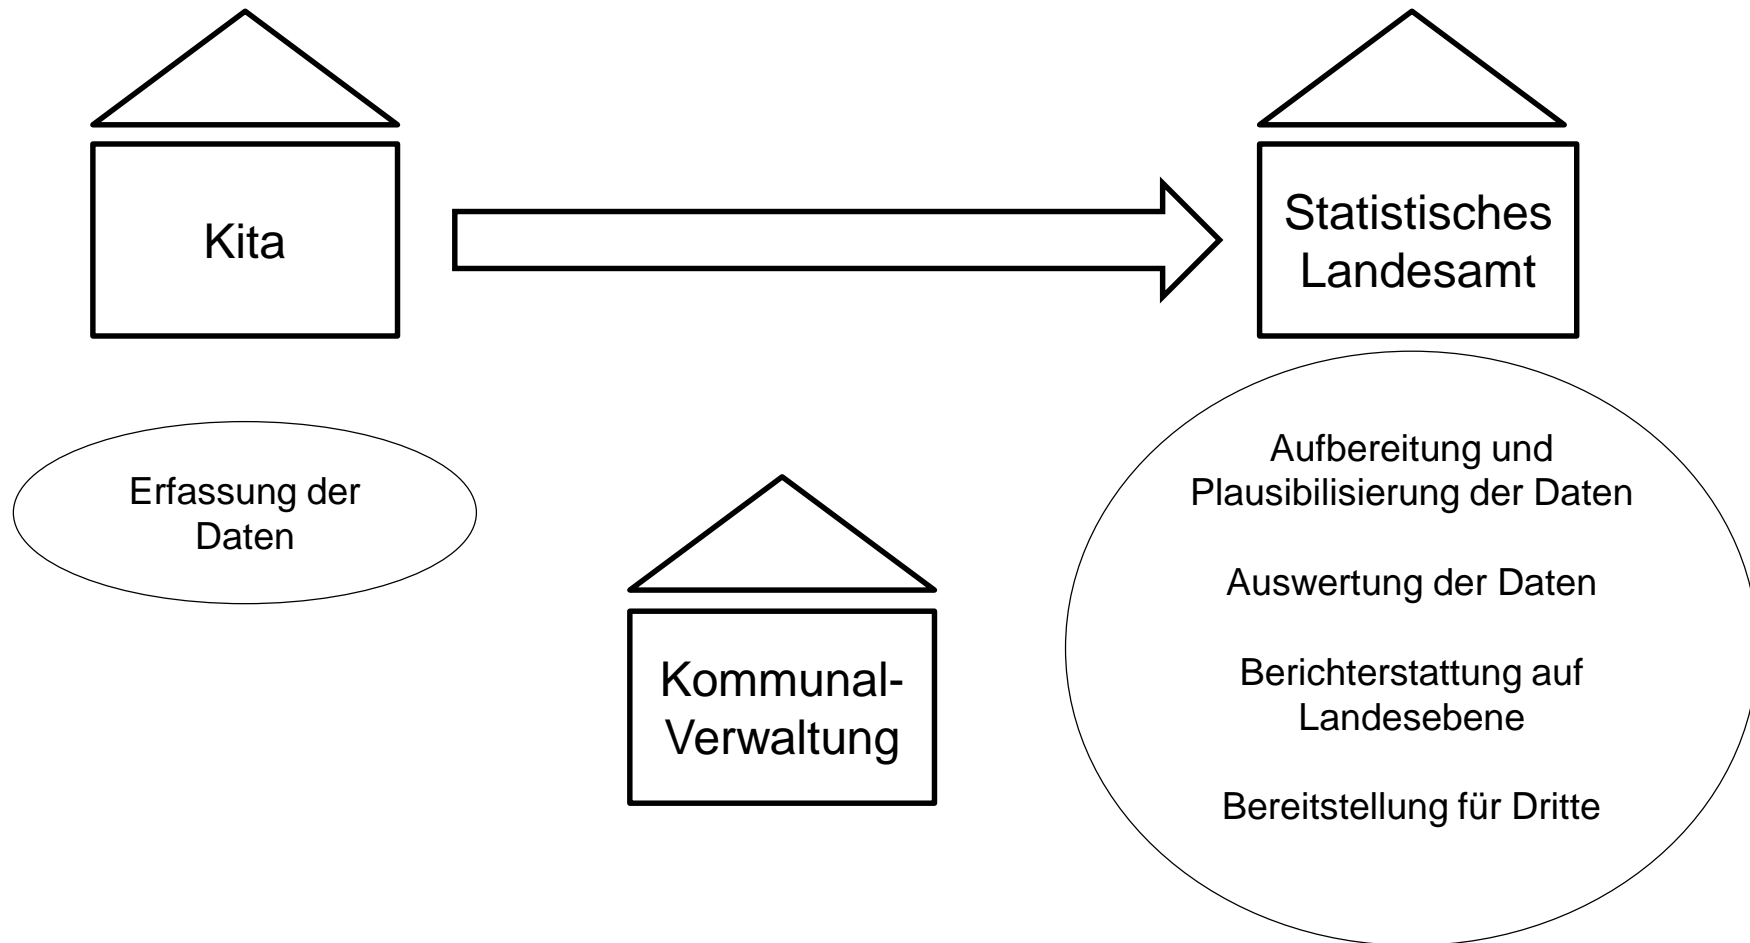 Kita
Statistisches
Landesamt
Erfassung der
Daten
Kommunal-
Verwaltung
Aufbereitung und
Plausibilisierung der Daten
Auswertung der Daten
Berichterstattung auf
Landesebene
Bereitstellung für Dritte